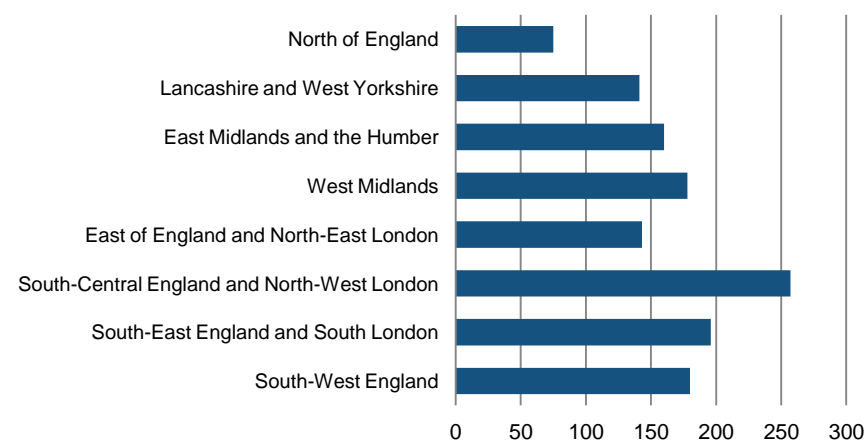 North of England
Lancashire and West Yorkshire
East Midlands and the Humber
West Midlands
East of England and North-East London
South-Central England and North-West London
South-East England and South London
South-West England
0 50 100 150 200 250 300